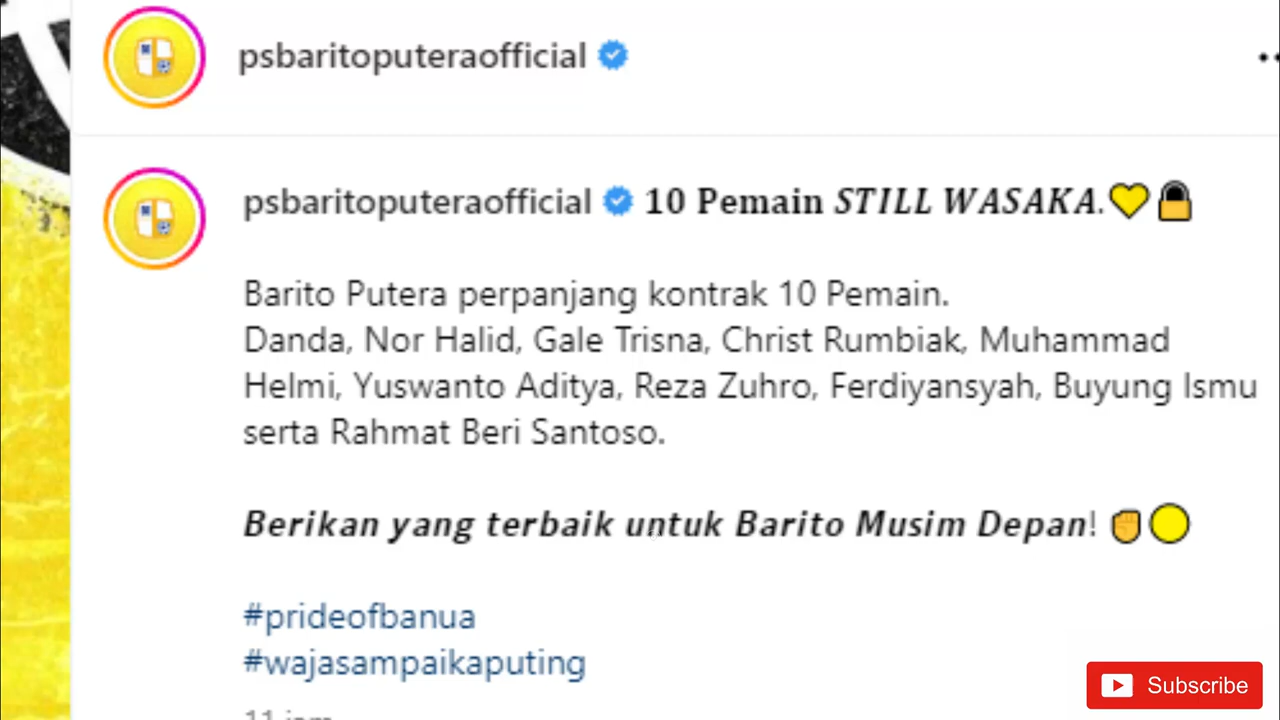 psbaritoputeraofficial
psbaritoputeraofficial 10 Pemain STILL WASAKA.💛🔒
Barito Putera perpanjang kontrak 10 Pemain.
Danda, Nor Halid, Gale Trisna, Christ Rumbiak, Muhammad
Helmi, Yuswanto Aditya, Reza Zuhro, Ferdiyansyah, Buyung Ismu
serta Rahmat Beri Santoso.
Berikan yang terbaik untuk Barito Musim Depan! ✊🟡
#prideofbanua
#wajasampaikaputing
11 jam
Subscribe